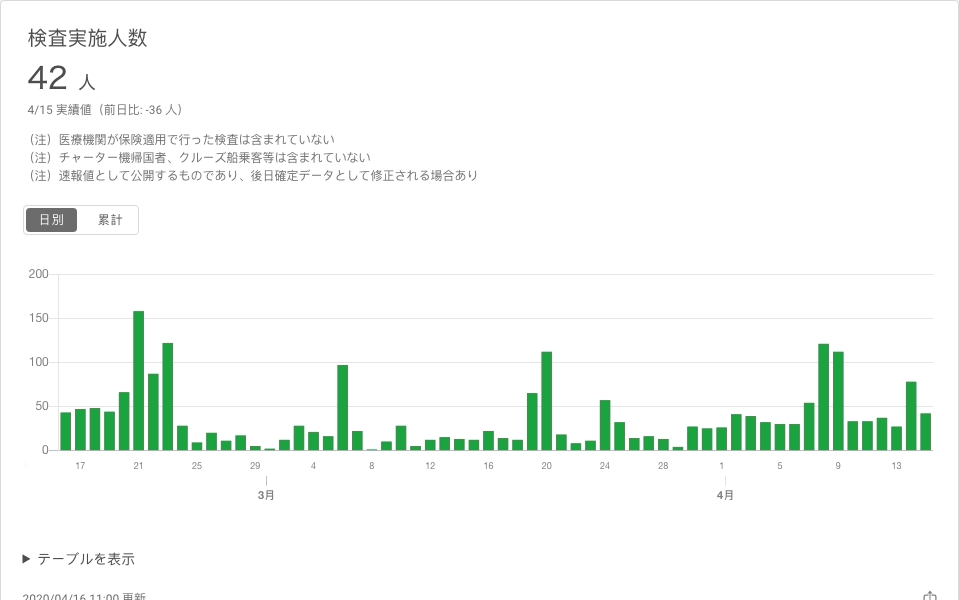 検査実施人数
42 人
4/15 実績値（前日比: -36 人）
（注）医療機関が保険適用で行った検査は含まれていない
（注）チャーター機帰国者、クルーズ船乗客等は含まれていない
（注）速報値として公開するものであり、後日確定データとして修正される場合あり
日別 累計
200
150
100
50
0
17 21 25 29 4 8 12 16 20 24 28 1 5 9 13
3月 4月
▶ テーブルを表示
2020/04/16 11:00 更新